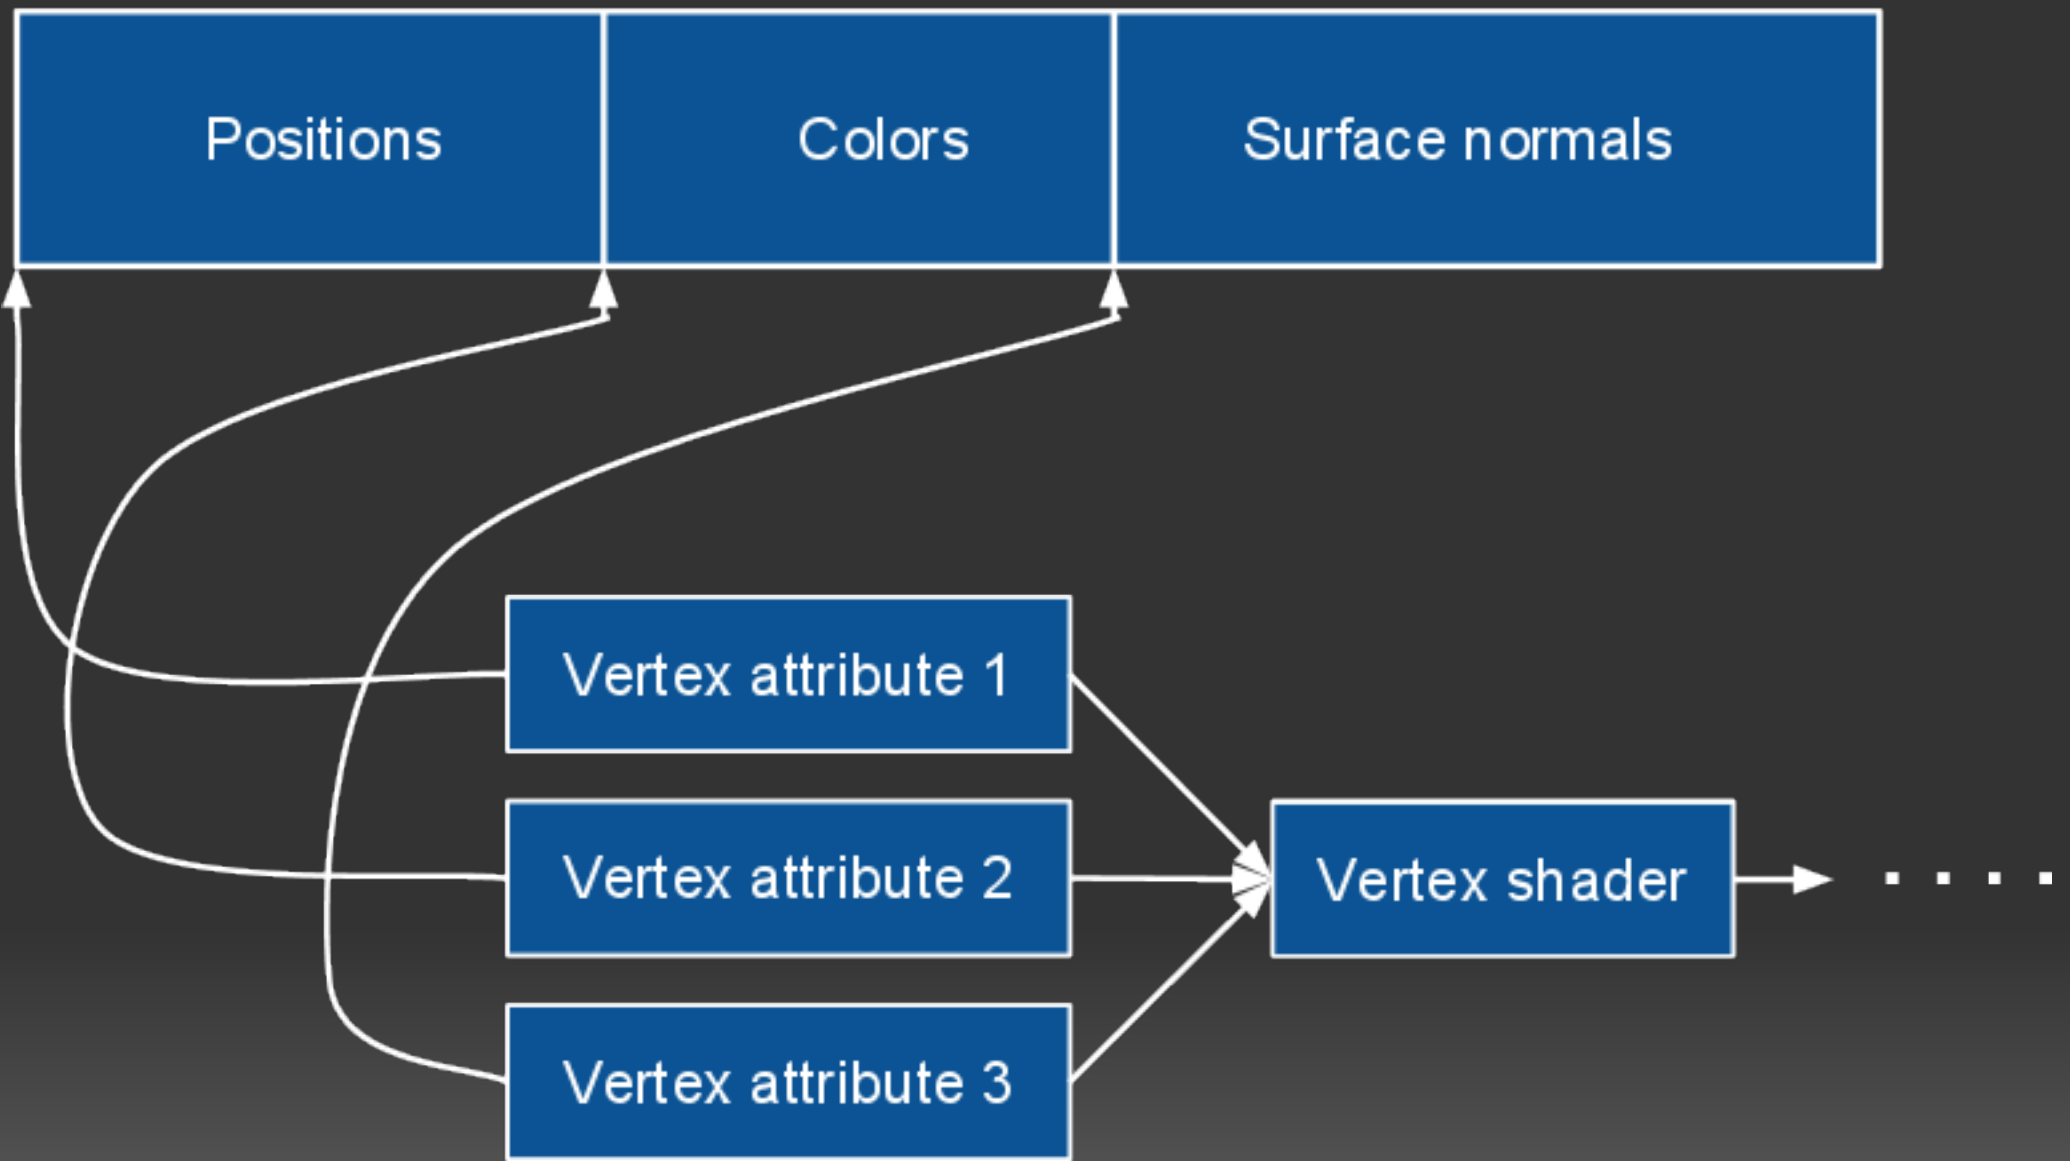 Positions
Colors
Surface normals
Vertex attribute 1
Vertex attribute 2
Vertex shader
Vertex attribute 3